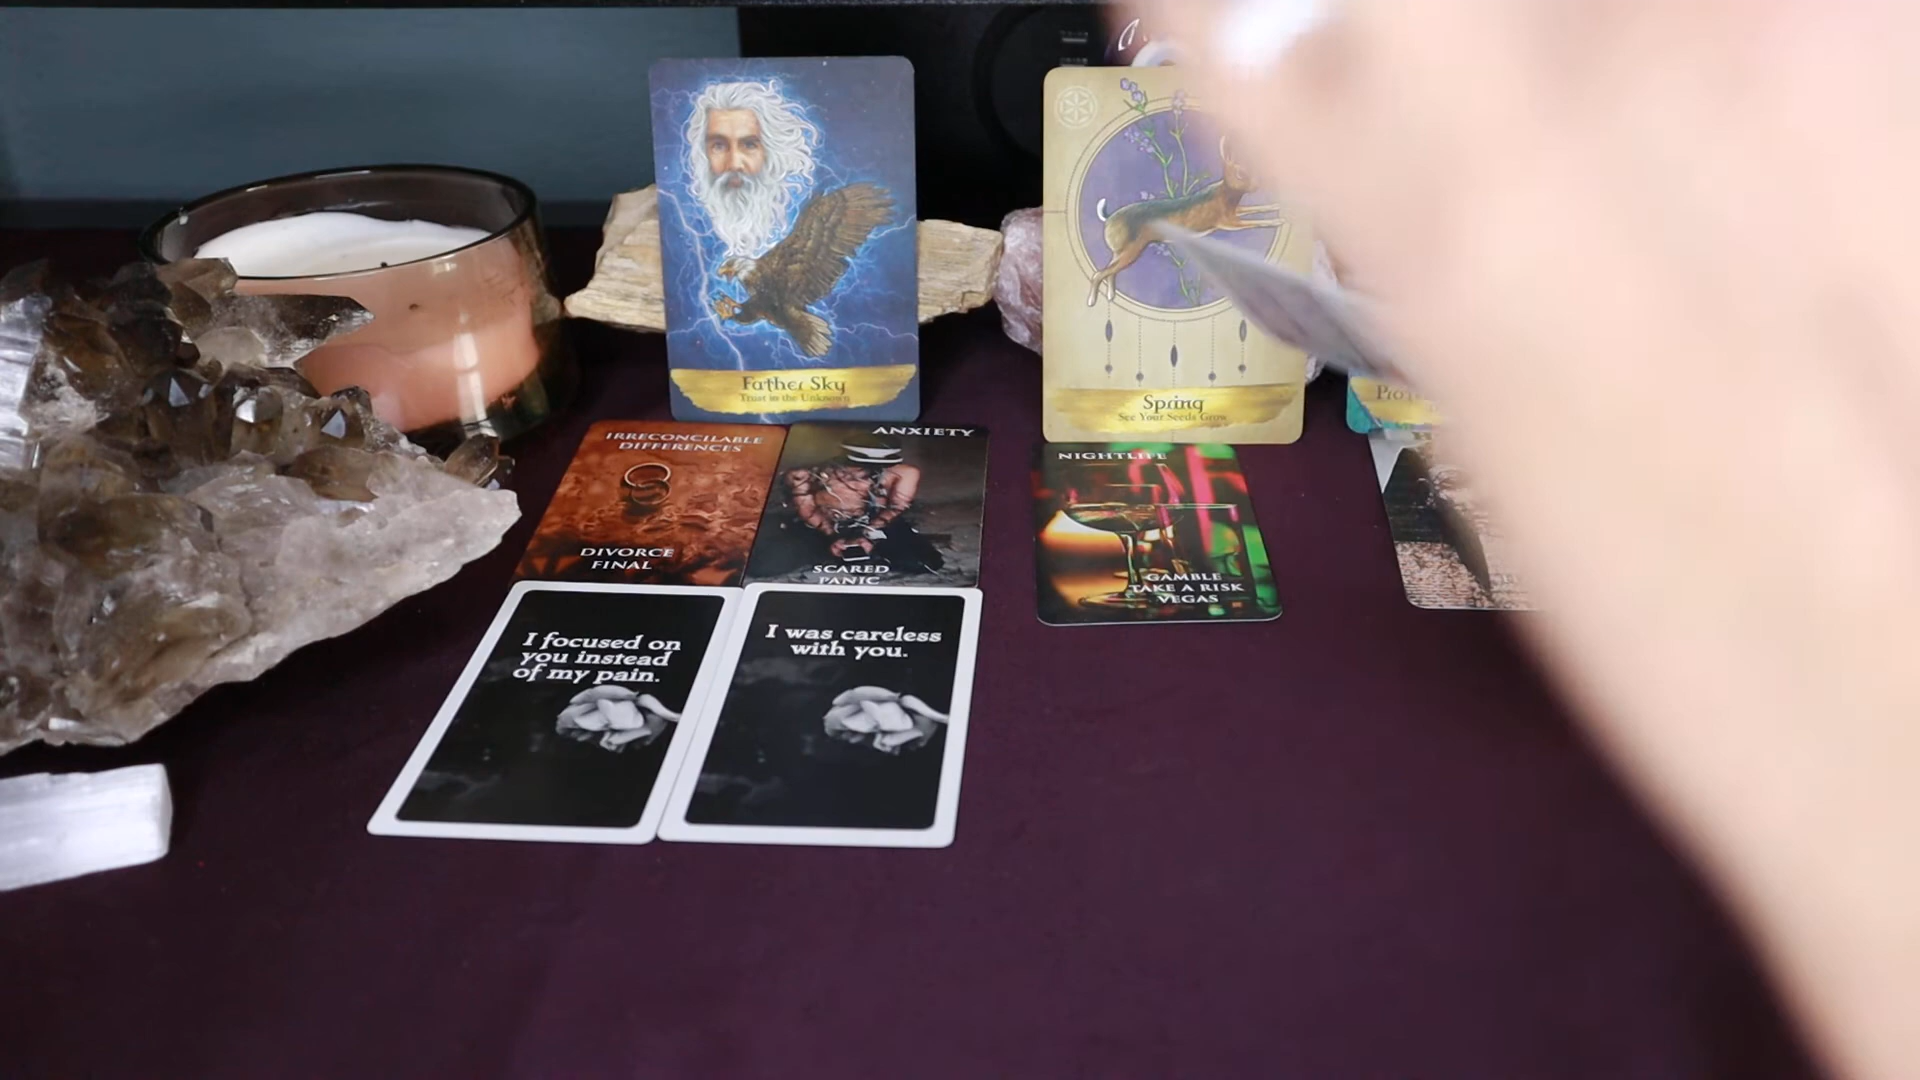 Father Sky
Trust in the Unknown
Spring
See Your Seeds Grow
IRRECONCILABLE
DIFFERENCES
DIVORCE
FINAL
ANXIETY
SCARED
PANIC
NIGHTLIFE
GAMBLE
TAKE A RISK
VEGAS
I focused on
you instead
of my pain.
I was careless
with you.